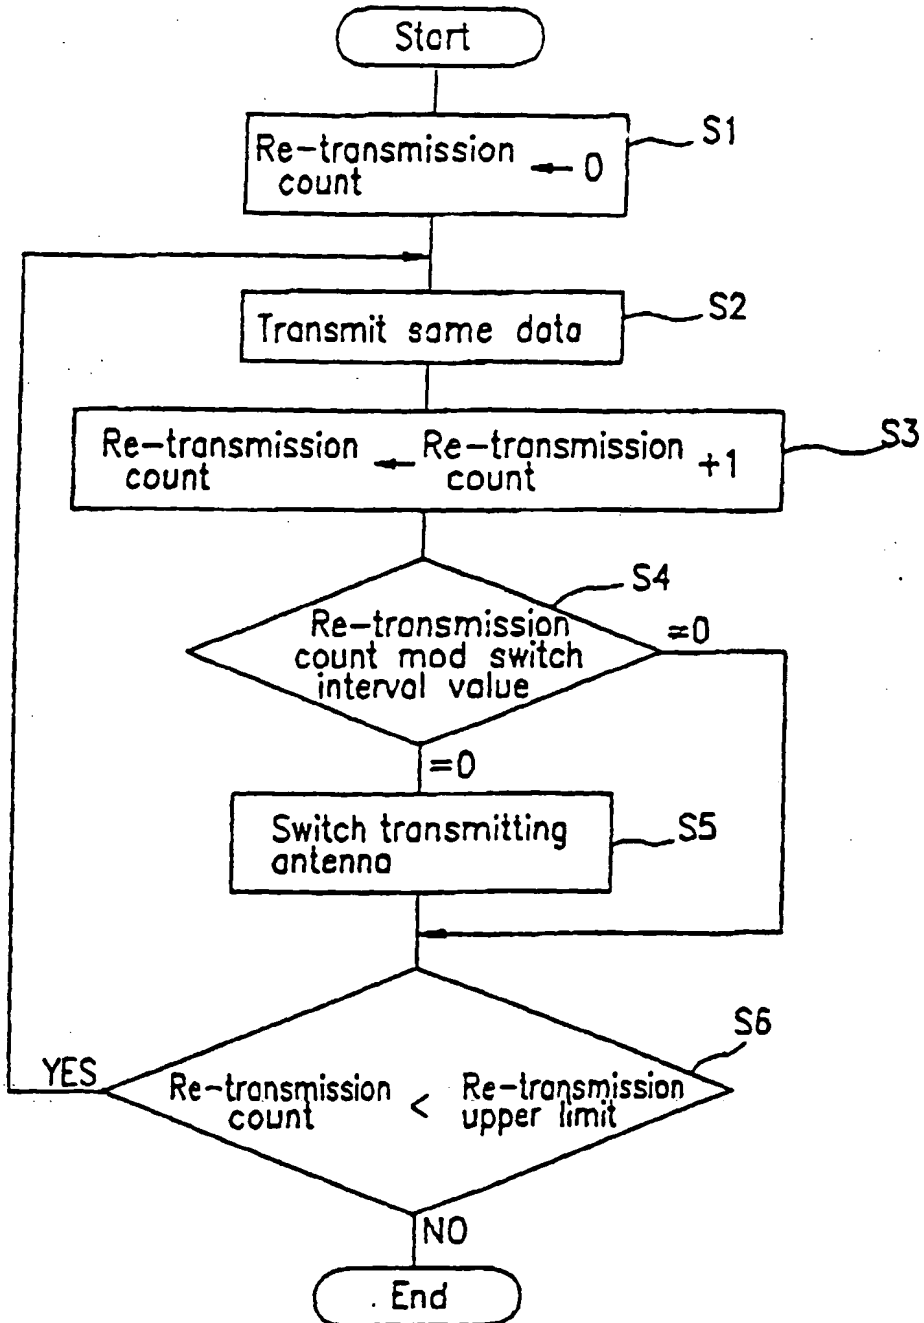 Start
S1
Re-transmission
count ← 0
S2
Transmit same data
S3
Re-transmission ← Re-transmission +1
count count
S4
Re-transmission
count mod switch
interval value
≠0
=0
Switch transmitting
antenna
S5
S6
YES
Re-transmission < Re-transmission
count upper limit
NO
End